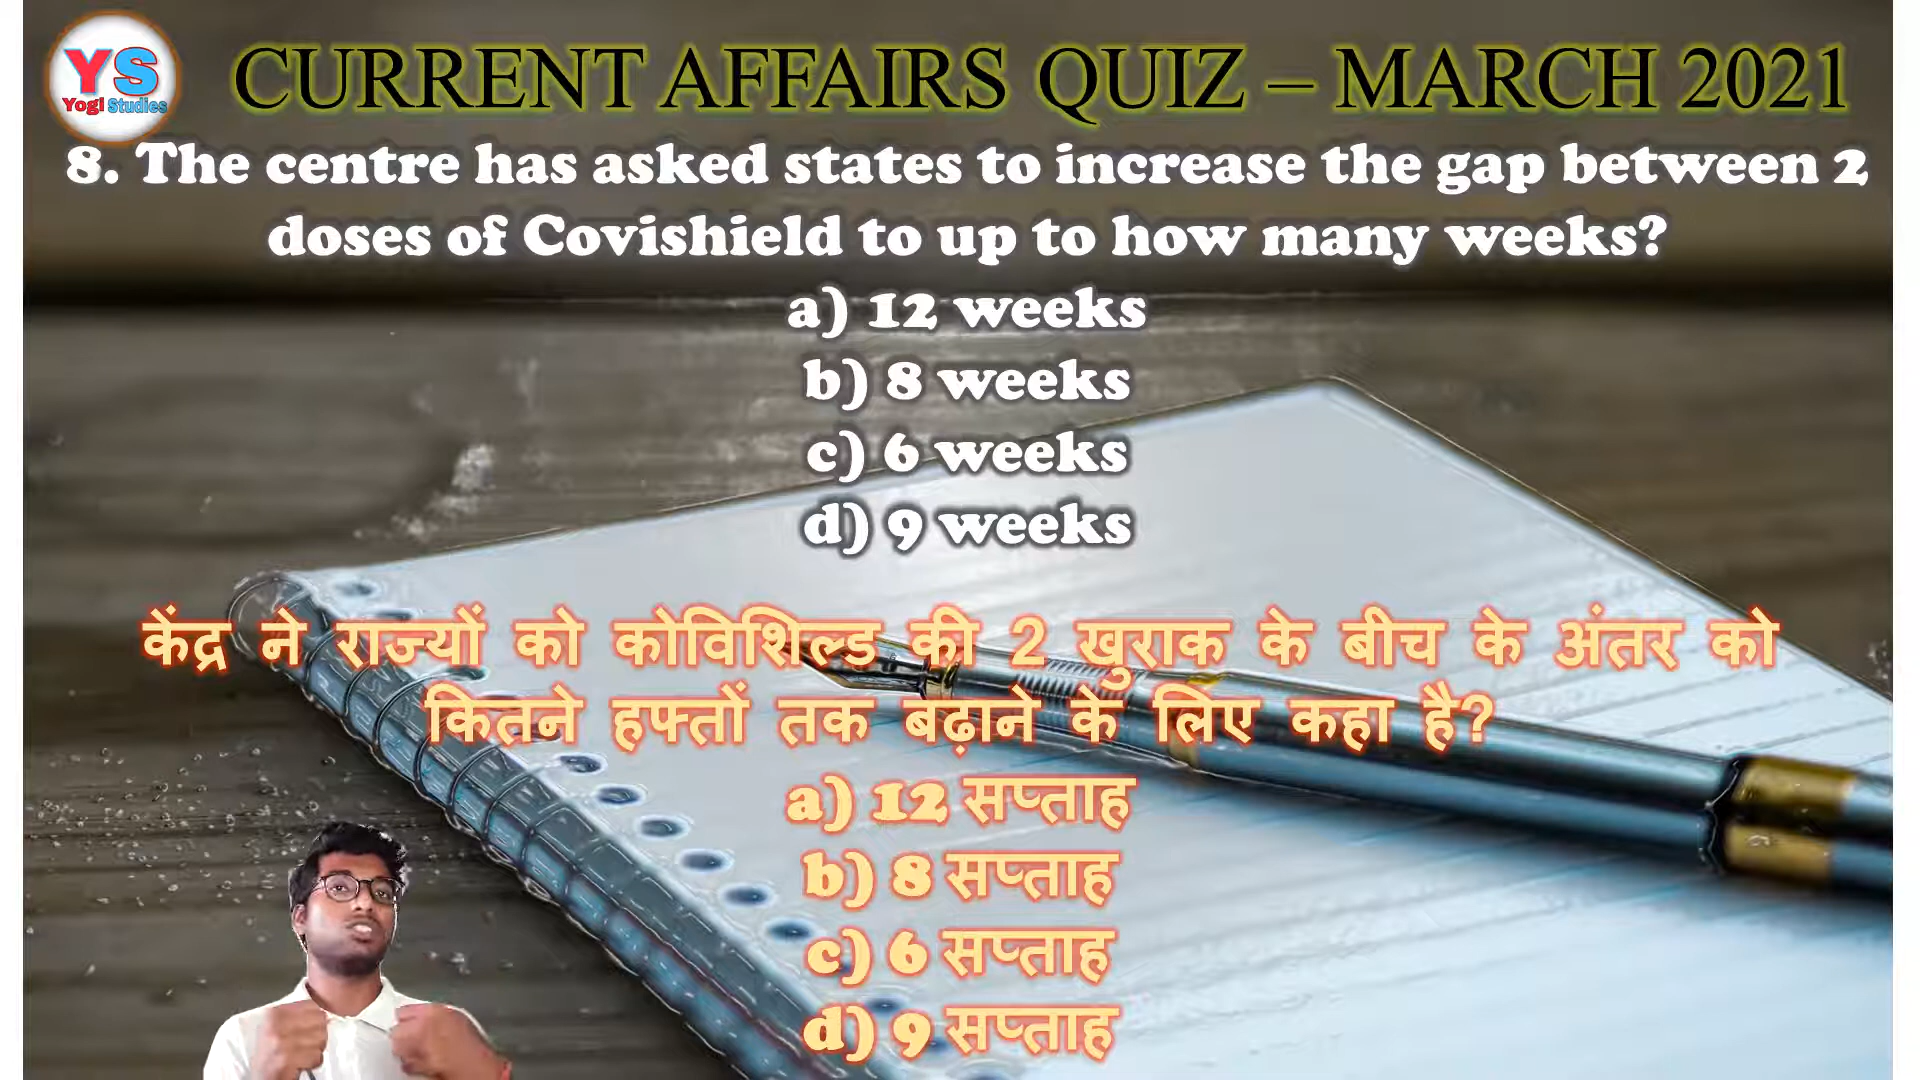 YS
Yogi Studies
CURRENT AFFAIRS QUIZ – MARCH 2021
8. The centre has asked states to increase the gap between 2
doses of Covishield to up to how many weeks?
a) 12 weeks
b) 8 weeks
c) 6 weeks
d) 9 weeks
केंद्र ने राज्यों को कोविशिल्ड की 2 खुराक के बीच के अंतर को
कितने हफ्तों तक बढ़ाने के लिए कहा है?
a) 12 सप्ताह
b) 8 सप्ताह
c) 6 सप्ताह
d) 9 सप्ताह